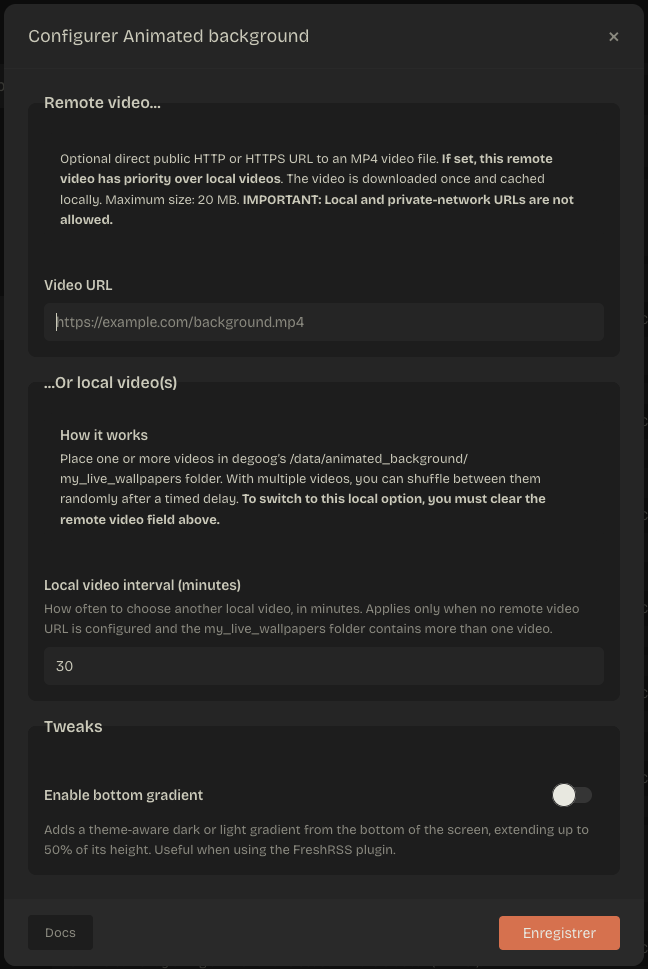 Configurer Animated background
×
Remote video...
Optional direct public HTTP or HTTPS URL to an MP4 video file. If set, this remote
video has priority over local videos. The video is downloaded once and cached
locally. Maximum size: 20 MB. IMPORTANT: Local and private-network URLs are not
allowed.
Video URL
https://example.com/background.mp4
...Or local video(s)
How it works
Place one or more videos in degoog's /data/animated_background/
my_live_wallpapers folder. With multiple videos, you can shuffle between them
randomly after a timed delay. To switch to this local option, you must clear the
remote video field above.
Local video interval (minutes)
How often to choose another local video, in minutes. Applies only when no remote video
URL is configured and the my_live_wallpapers folder contains more than one video.
30
Tweaks
Enable bottom gradient
Adds a theme-aware dark or light gradient from the bottom of the screen, extending up to
50% of its height. Useful when using the FreshRSS plugin.
Docs
Enregistrer